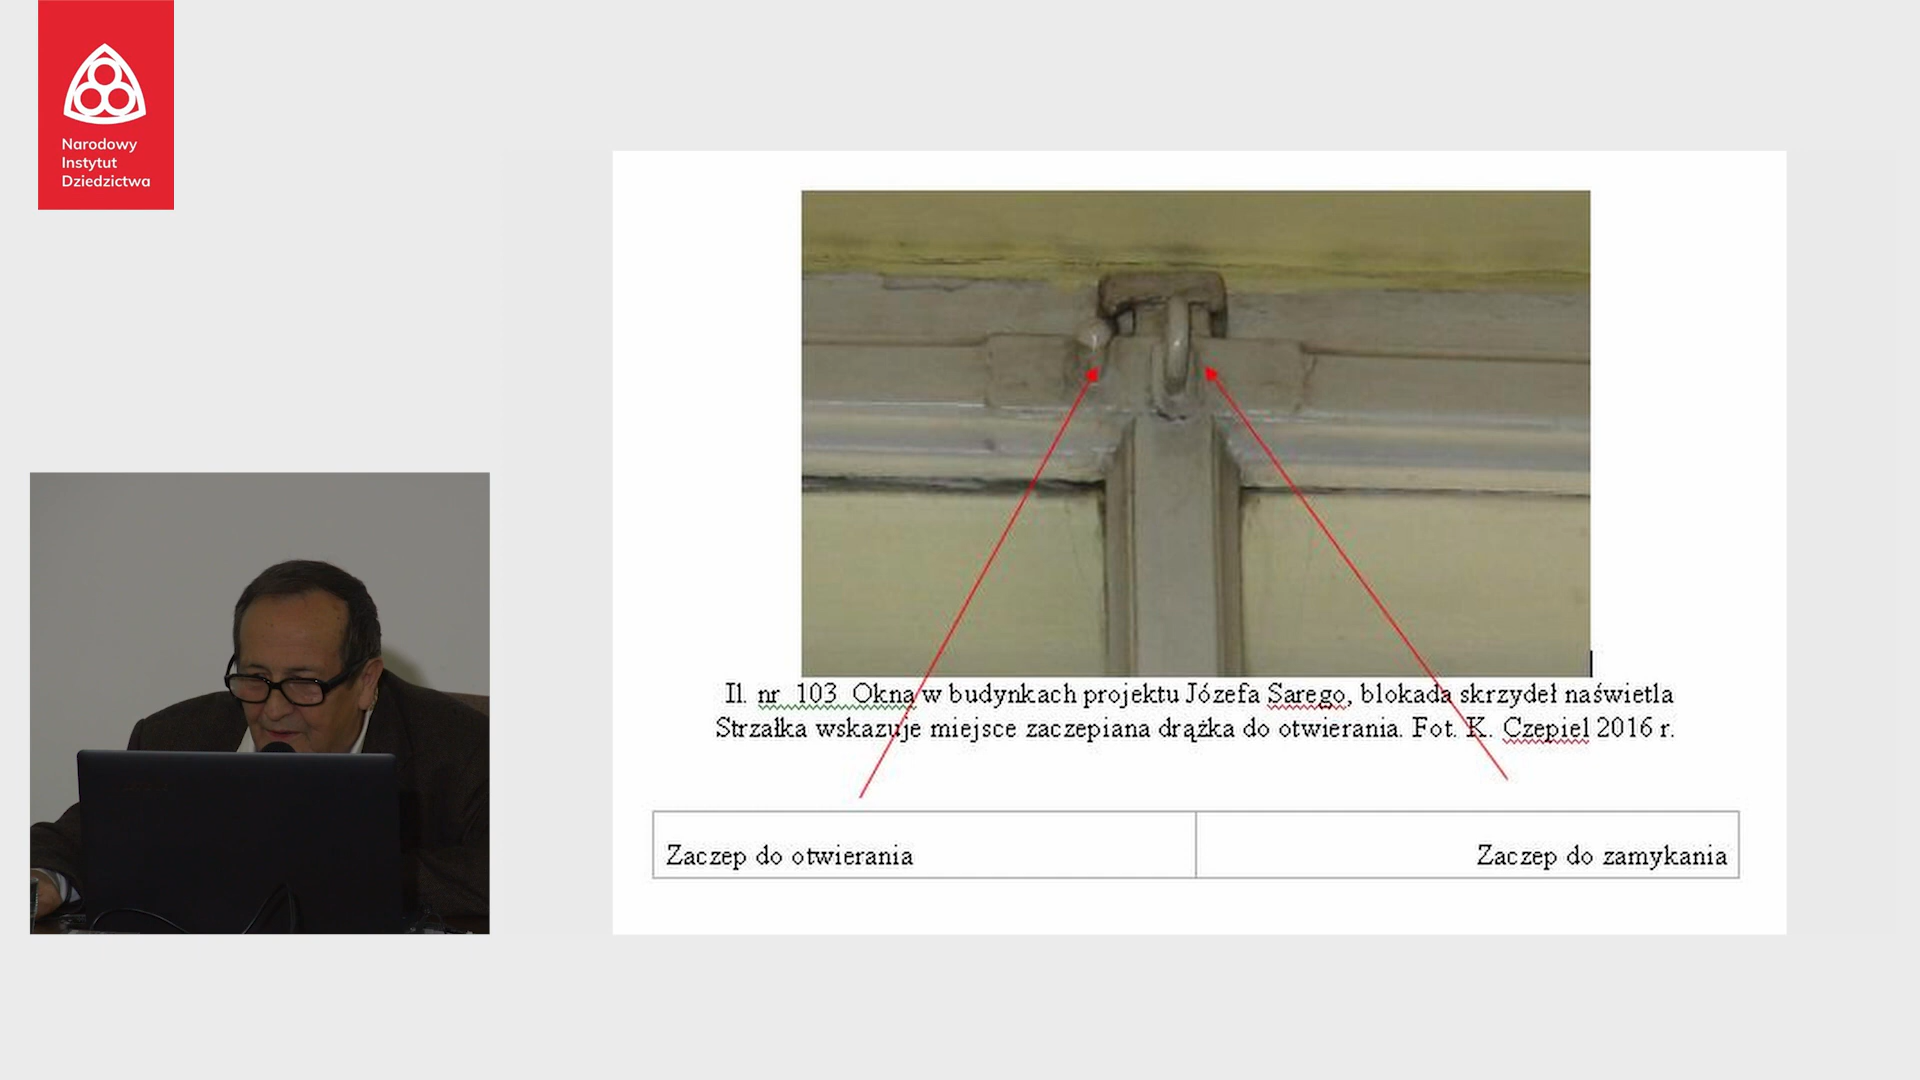 Narodowy
Instytut
Dziedzictwa
Il. nr 103 Okna w budynkach projektu Józefa Sarego, blokada skrzydeł naświetla
Strzałka wskazuje miejsce zaczepiana drążka do otwierania. Fot. K. Czepiel 2016 r.
Zaczep do otwierania
Zaczep do zamykania